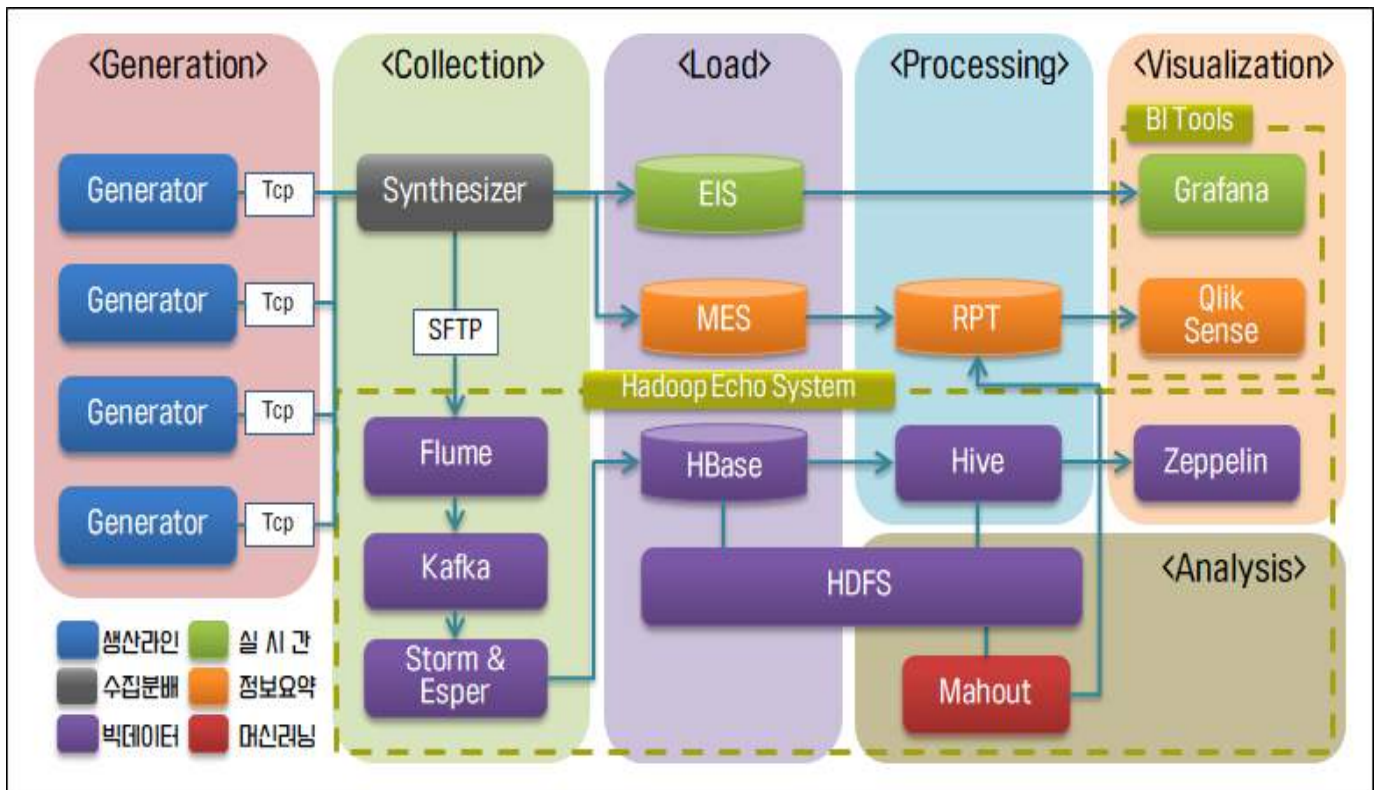 <Generation>
<Collection>
<Load>
<Processing>
<Visualization>
BI Tools
Generator
Tcp
Synthesizer
EIS
Grafana
Generator
Tcp
SFTP
MES
RPT
Qlik
Sense
Hadoop Echo System
Generator
Tcp
Flume
HBase
Hive
Zeppelin
Generator
Tcp
Kafka
HDFS
<Analysis>
Storm &
Esper
Mahout
생산라인
실 시 간
수집분배
정보요약
빅데이터
머신러닝